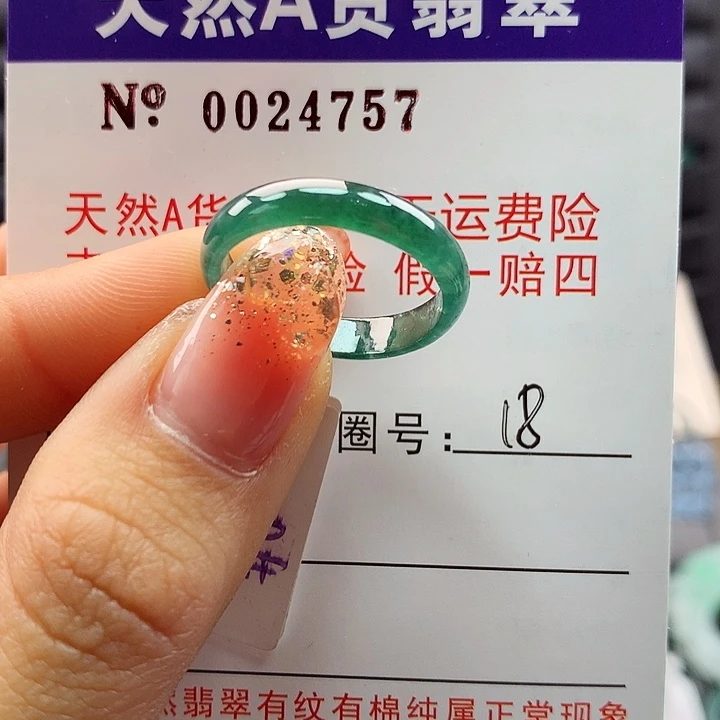 天然A货翡翠
Nº. 0024757
天然A货 运费险
险 假一赔四
圈号: 18
翡翠有纹有棉纯属正常现象